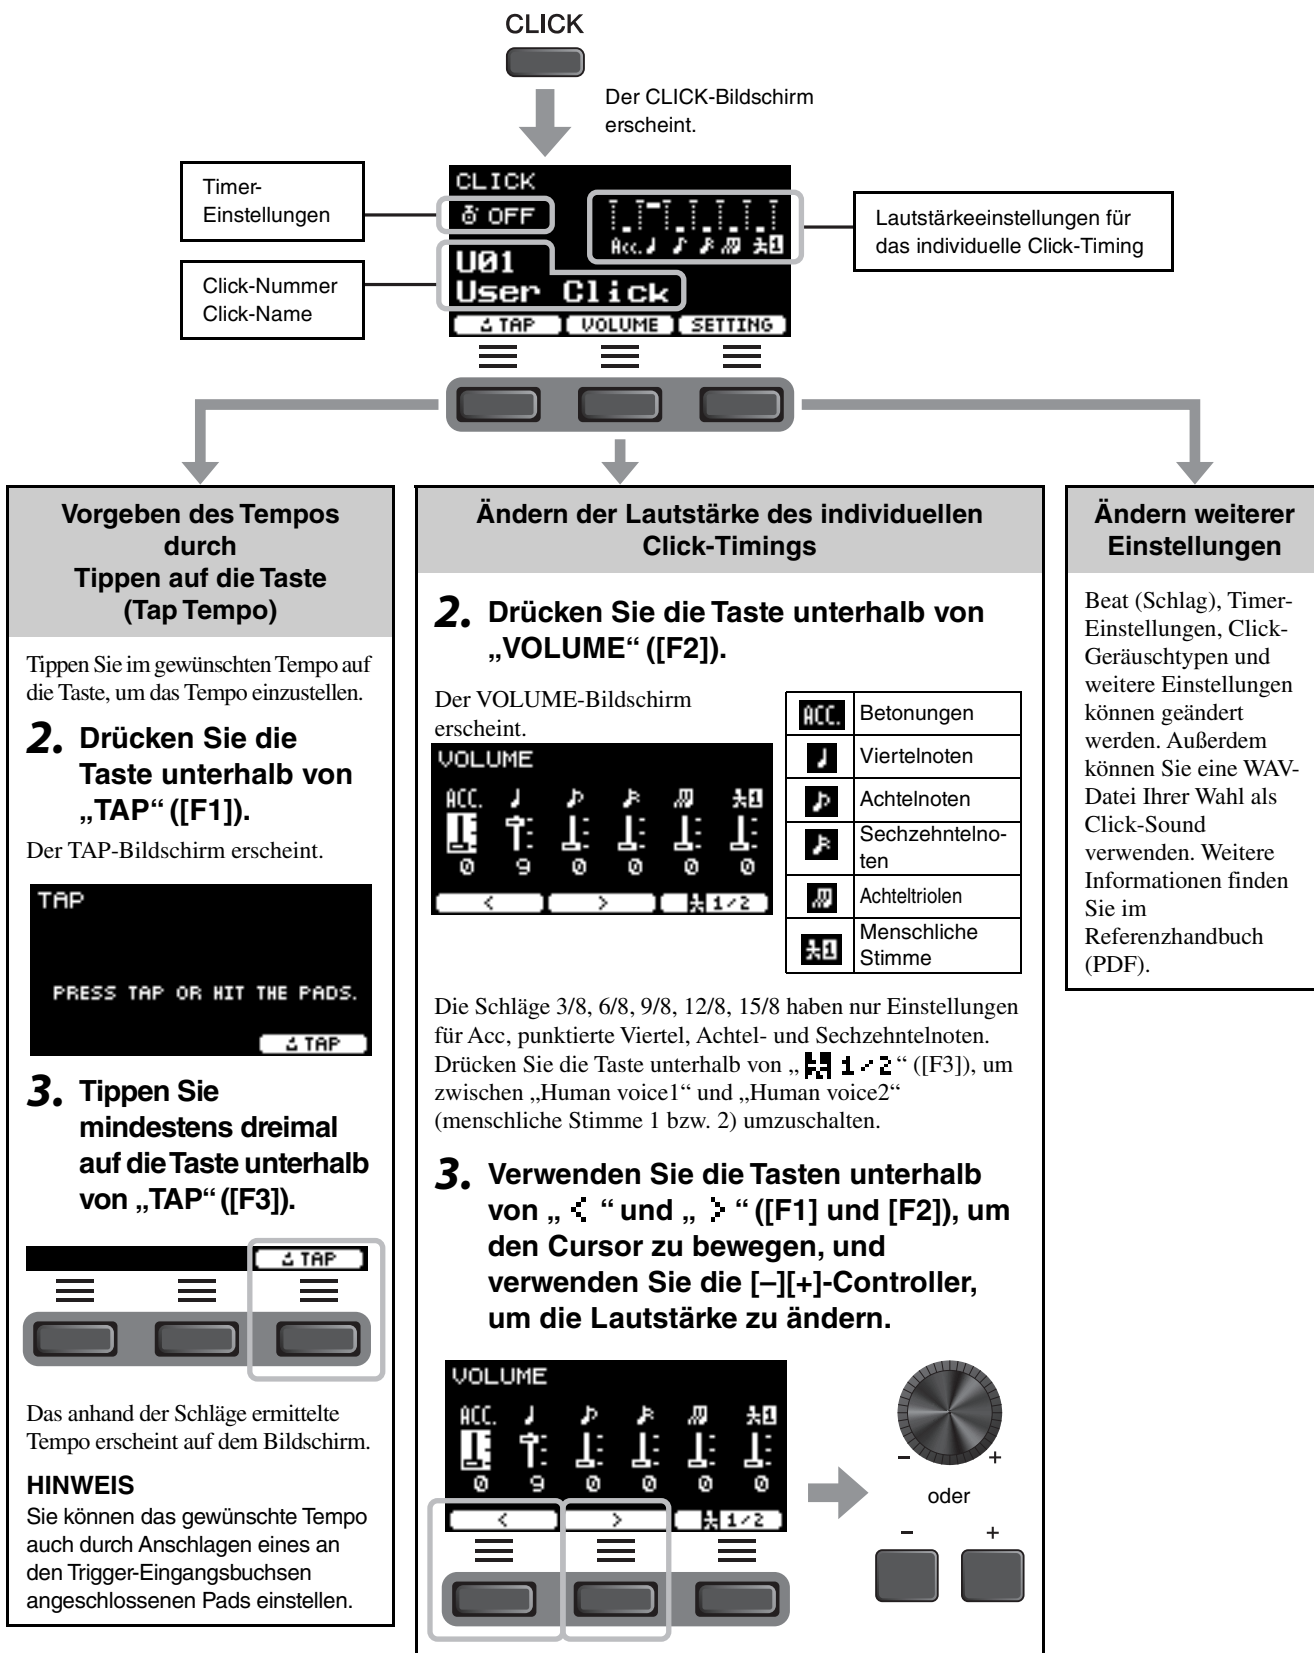 CLICK
Der CLICK-Bildschirm
erscheint.
Timer-
Einstellungen
CLICK
OFF
Acc.
1
U01
User Click
TAP
VOLUME
SETTING
Click-Nummer
Click-Name
Lautstärkeeinstellungen für
das individuelle Click-Timing
Vorgeben des Tempos
durch
Tippen auf die Taste
(Tap Tempo)
Tippen Sie im gewünschten Tempo auf
die Taste, um das Tempo einzustellen.
2. Drücken Sie die
Taste unterhalb von
„TAP“ ([F1]).
Der TAP-Bildschirm erscheint.
TAP
PRESS TAP OR HIT THE PADS.
TAP
3. Tippen Sie
mindestens dreimal
auf die Taste unterhalb
von „TAP“ ([F3]).
TAP
Das anhand der Schläge ermittelte
Tempo erscheint auf dem Bildschirm.
HINWEIS
Sie können das gewünschte Tempo
auch durch Anschlagen eines an
den Trigger-Eingangsbuchsen
angeschlossenen Pads einstellen.
Ändern der Lautstärke des individuellen
Click-Timings
2. Drücken Sie die Taste unterhalb von
„VOLUME“ ([F2]).
Der VOLUME-Bildschirm
erscheint.
VOLUME
ACC. ♩ ♪ 1
0 9 0 0 0 0
< > 1/2
ACC. Betonungen
♩ Viertelnoten
♪ Achtelnoten
Sechzehntelno-
ten
Achteltriolen
1 Menschliche
Stimme
Die Schläge 3/8, 6/8, 9/8, 12/8, 15/8 haben nur Einstellungen
für Acc, punktierte Viertel, Achtel- und Sechzehntelnoten.
Drücken Sie die Taste unterhalb von „ 1/2“ ([F3]), um
zwischen „Human voice1“ und „Human voice2“
(menschliche Stimme 1 bzw. 2) umzuschalten.
3. Verwenden Sie die Tasten unterhalb
von „ < “ und „ > “ ([F1] und [F2]), um
den Cursor zu bewegen, und
verwenden Sie die [–][+]-Controller,
um die Lautstärke zu ändern.
VOLUME
ACC. ♩ ♪ 1
0 9 0 0 0 0
< > 1/2
– +
oder
– +
Ändern weiterer
Einstellungen
Beat (Schlag), Timer-
Einstellungen, Click-
Geräuschtypen und
weitere Einstellungen
können geändert
werden. Außerdem
können Sie eine WAV-
Datei Ihrer Wahl als
Click-Sound
verwenden. Weitere
Informationen finden
Sie im
Referenzhandbuch
(PDF).